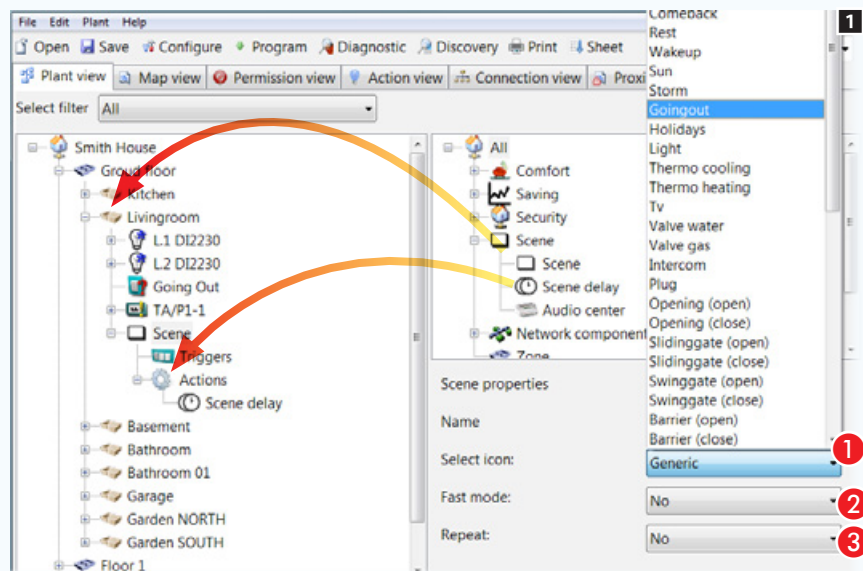 File Edit Plant Help
Open Save Configure Program Diagnostic Discovery Print Sheet
Plant view Map view Permission view Action view Connection view Proxi
Select filter All
Smith House
Groud floor
Kitchen
Livingroom
L.1 DI2230
L.2 DI2230
Going Out
TA/P1-1
Scene
Triggers
Actions
Scene delay
Basement
Bathroom
Bathroom 01
Garage
Garden NORTH
Garden SOUTH
Floor 1
All
Comfort
Saving
Security
Scene
Scene
Scene delay
Audio center
Network component
Zone
Scene properties
Name
Select icon:
Fast mode:
Repeat:
Comeback
Rest
Wakeup
Sun
Storm
Goingout
Holidays
Light
Thermo cooling
Thermo heating
Tv
Valve water
Valve gas
Intercom
Plug
Opening (open)
Opening (close)
Slidinggate (open)
Slidinggate (close)
Swinggate (open)
Swinggate (close)
Barrier (open)
Barrier (close)
Generic
No
No
1
1
2
3